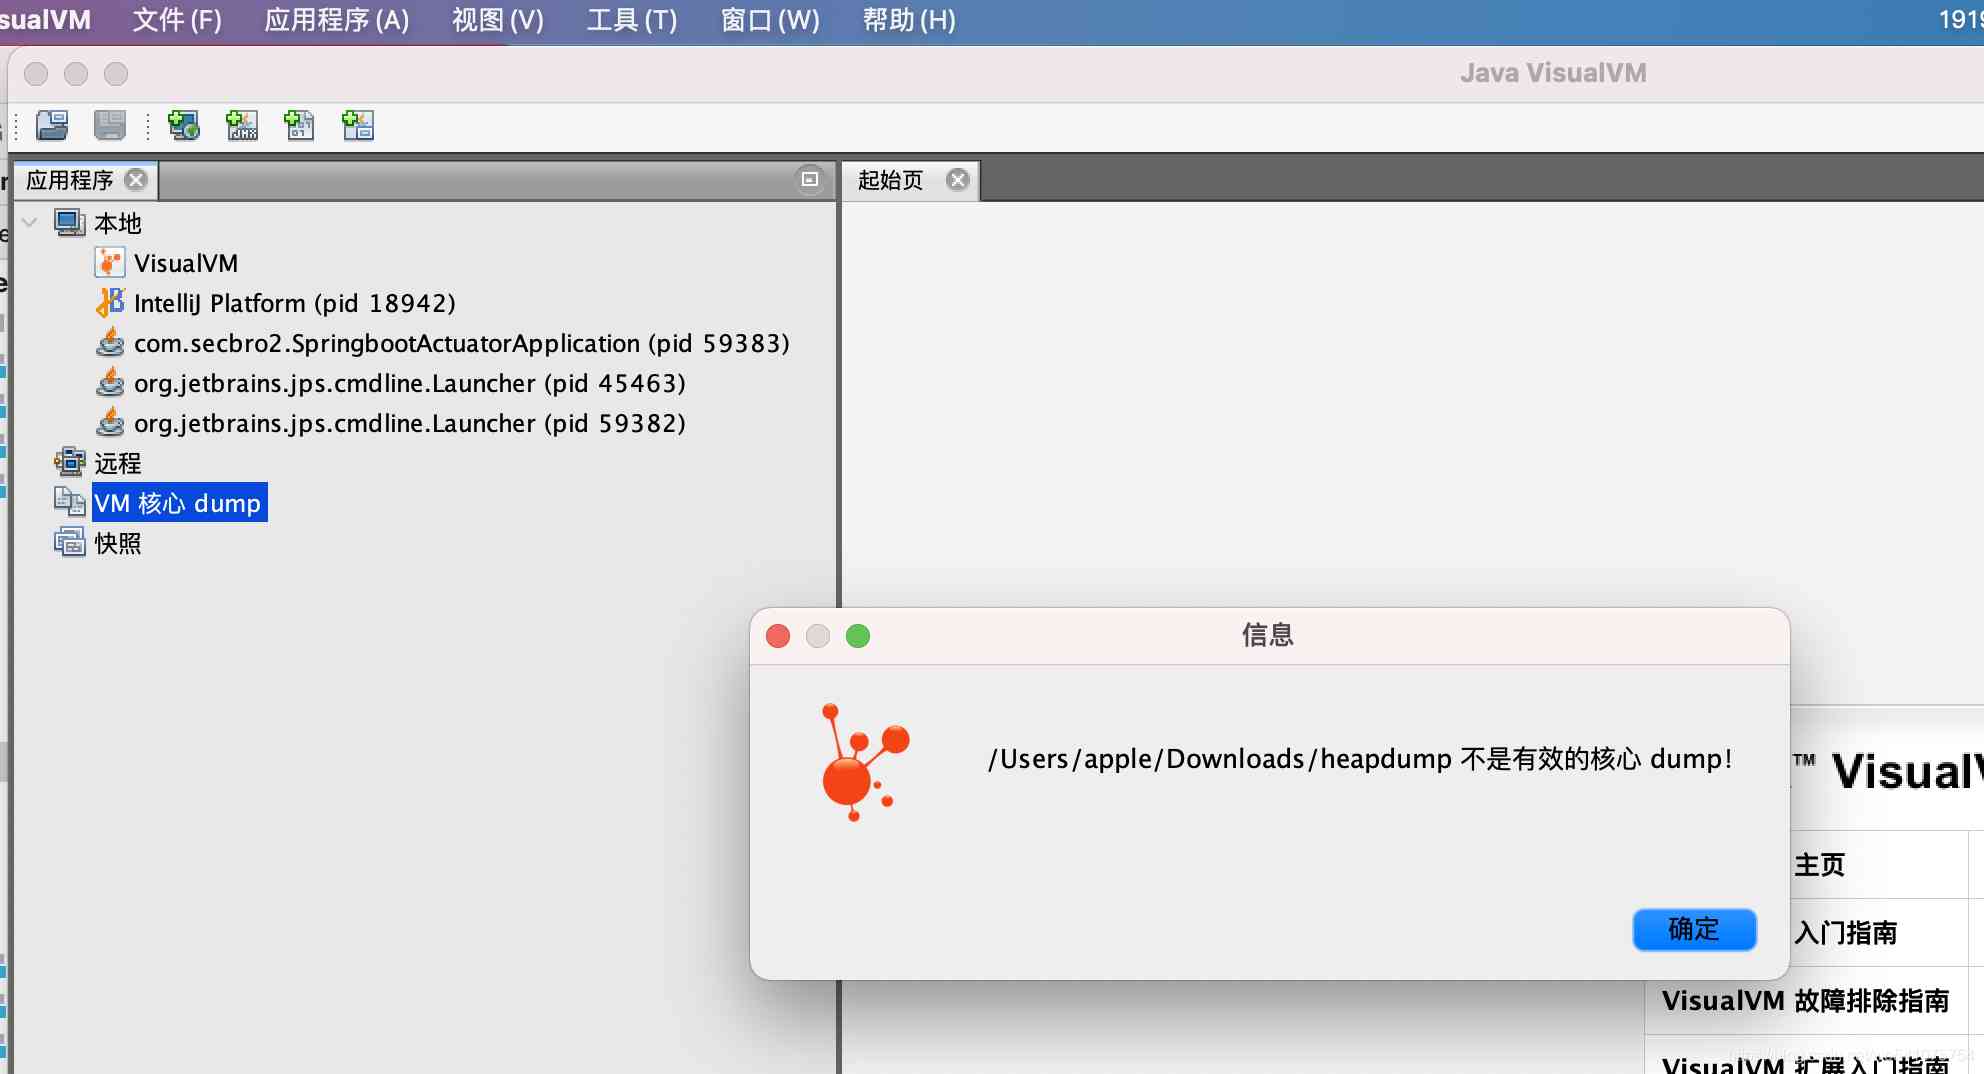 sualVM 文件(F) 应用程序(A) 视图(V) 工具(T) 窗口(W) 帮助(H) 191
Java VisualVM
应用程序 起始页
本地
VisualVM
IntelliJ Platform (pid 18942)
com.secbro2.SpringbootActuatorApplication (pid 59383)
org.jetbrains.jps.cmdline.Launcher (pid 45463)
org.jetbrains.jps.cmdline.Launcher (pid 59382)
远程
VM 核心 dump
快照
信息
/Users/apple/Downloads/heapdump 不是有效的核心 dump!
确定
™ Visual
主页
入门指南
VisualVM 故障排除指南
VisualVM 扩展入门指南